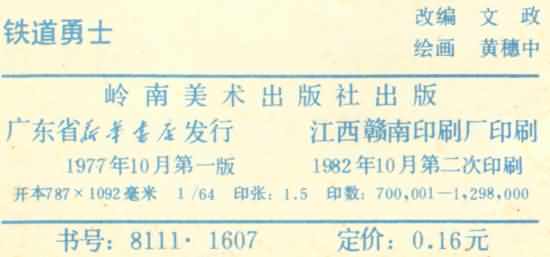 铁道勇士
改编 文政
绘画 黄穗中
岭南美术出版社出版
广东省新华书店发行 江西赣南印刷厂印刷
1977年10月第一版 1982年10月第二次印刷
开本787×1092毫米 1/64 印张：1.5 印数：700,001—1,298,000
书号：8111·1607 定价：0.16元